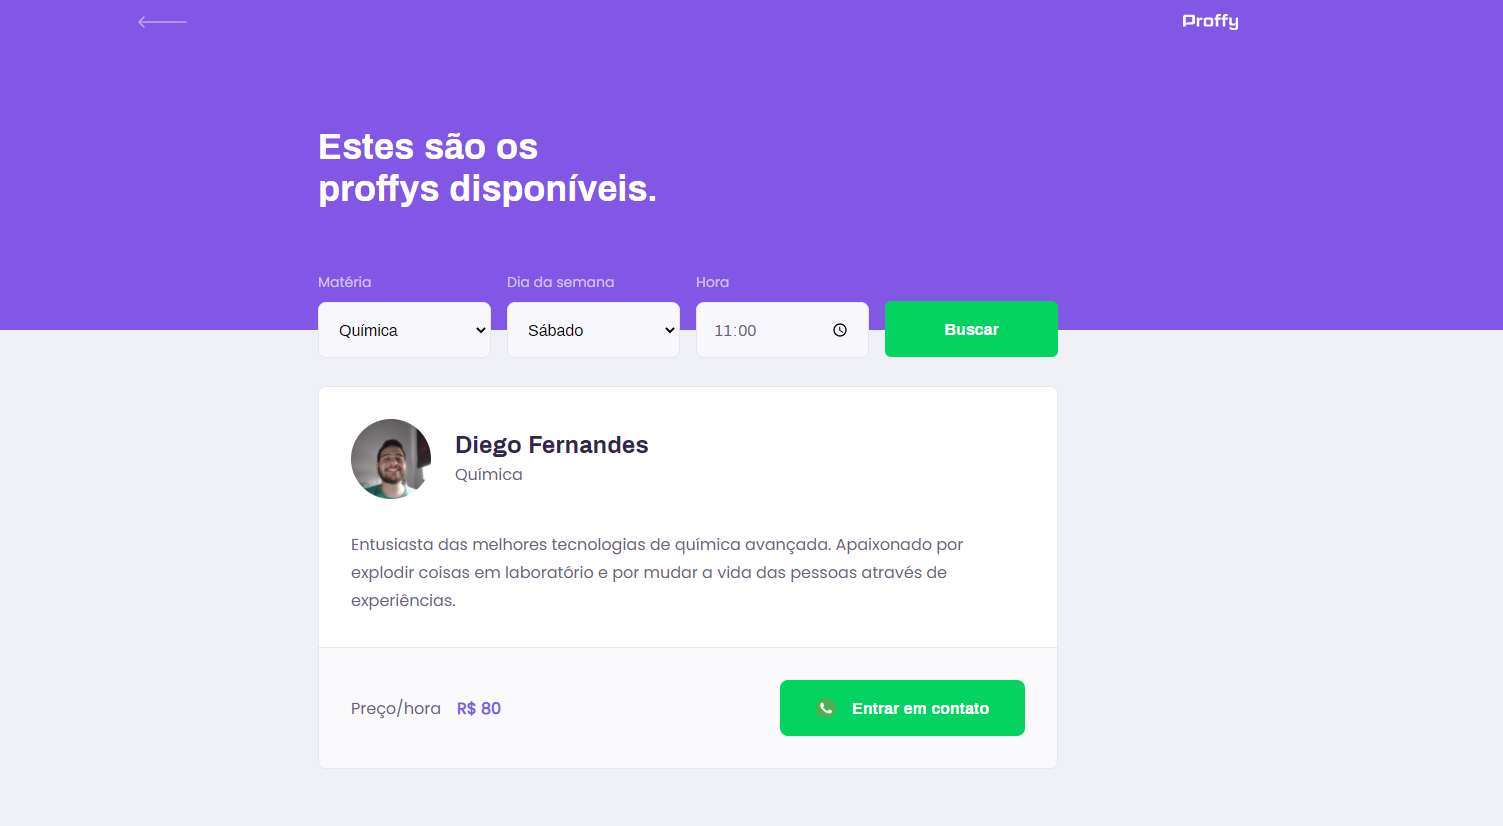 Proffy
Estes são os
proffys disponíveis.
Matéria
Dia da semana
Hora
Química
Sábado
11:00
Buscar
Diego Fernandes
Química
Entusiasta das melhores tecnologias de química avançada. Apaixonado por
explodir coisas em laboratório e por mudar a vida das pessoas através de
experiências.
Preço/hora R$ 80
Entrar em contato